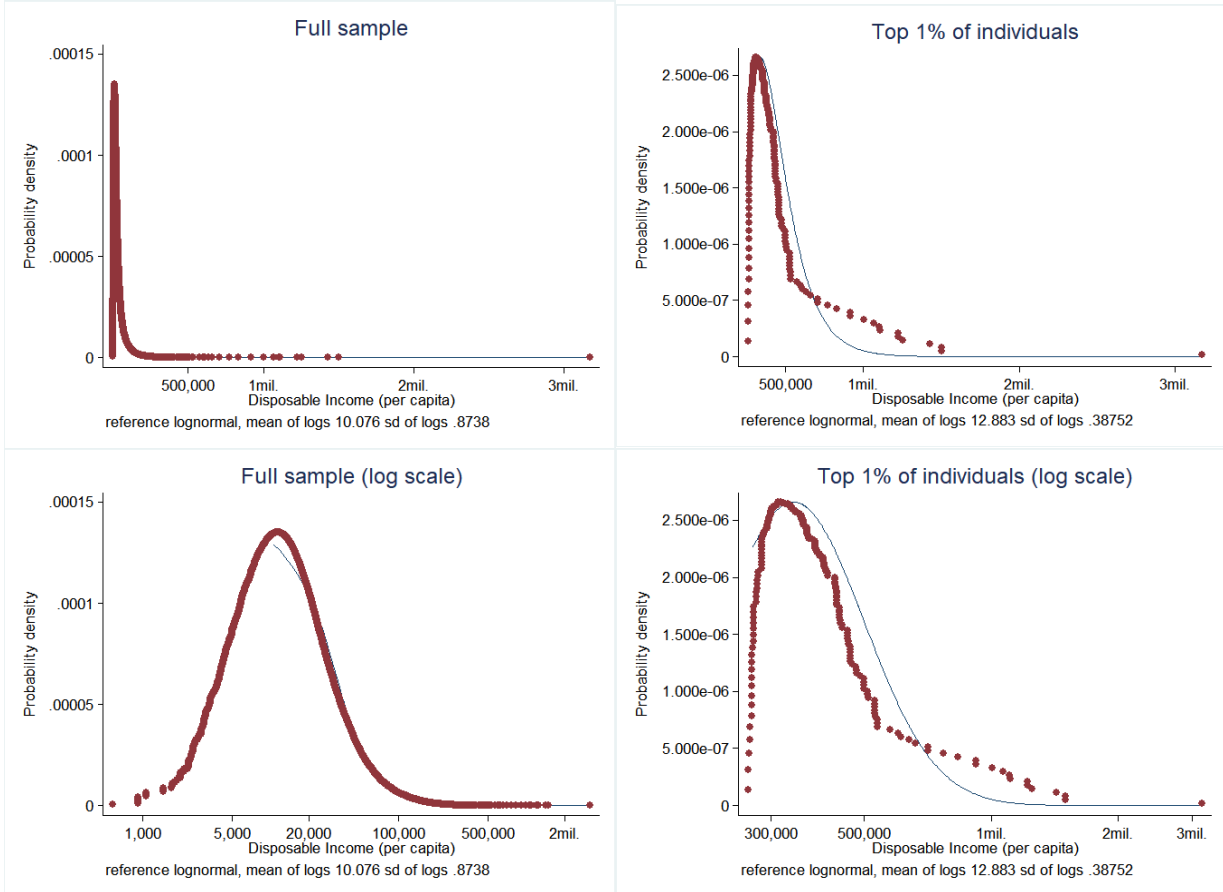 Full sample
.00015
.0001
.00005
0
Probability density
500,000 1mil. 2mil. 3mil.
Disposable Income (per capita)
reference lognormal, mean of logs 10.076 sd of logs .8738
Top 1% of individuals
2.500e-06
2.000e-06
1.500e-06
1.000e-06
5.000e-07
0
Probability density
500,000 1mil. 2mil. 3mil.
Disposable Income (per capita)
reference lognormal, mean of logs 12.883 sd of logs .38752
Full sample (log scale)
.00015
.0001
.00005
0
Probability density
1,000 5,000 20,000 100,000 500,000 2mil.
Disposable Income (per capita)
reference lognormal, mean of logs 10.076 sd of logs .8738
Top 1% of individuals (log scale)
2.500e-06
2.000e-06
1.500e-06
1.000e-06
5.000e-07
0
Probability density
300,000 500,000 1mil. 2mil. 3mil.
Disposable Income (per capita)
reference lognormal, mean of logs 12.883 sd of logs .38752